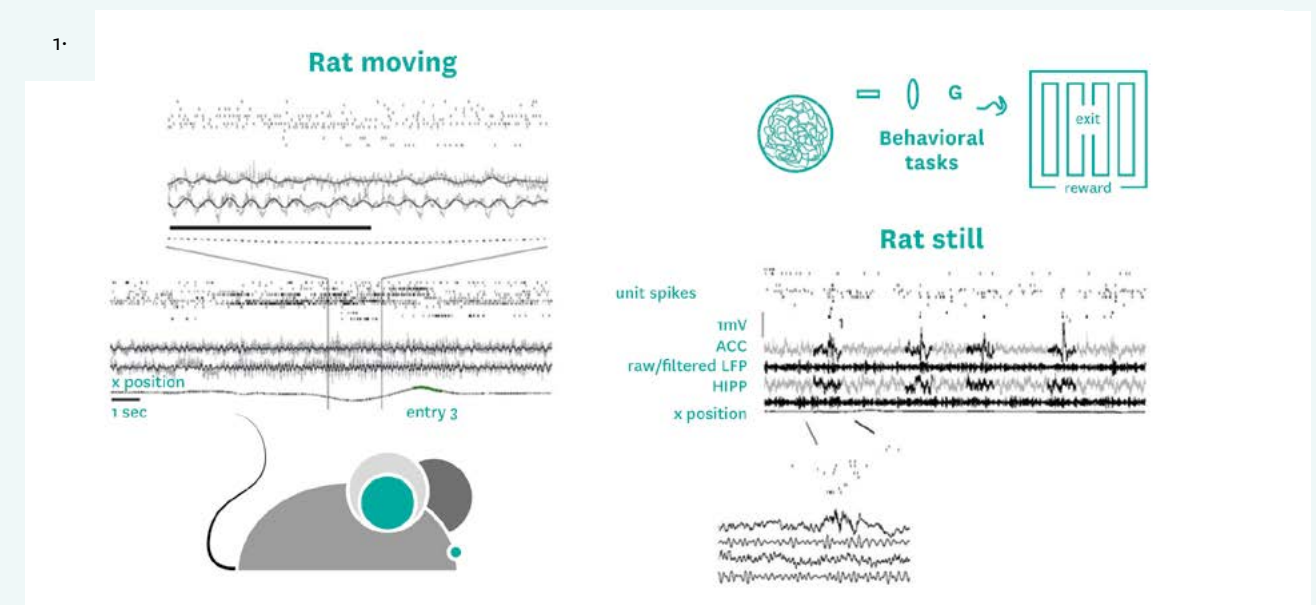 1.
Rat moving
x position
1 sec
entry 3
G
Behavioral
tasks
exit
reward
Rat still
unit spikes
1mV
1
ACC
raw/filtered LFP
HIPP
x position